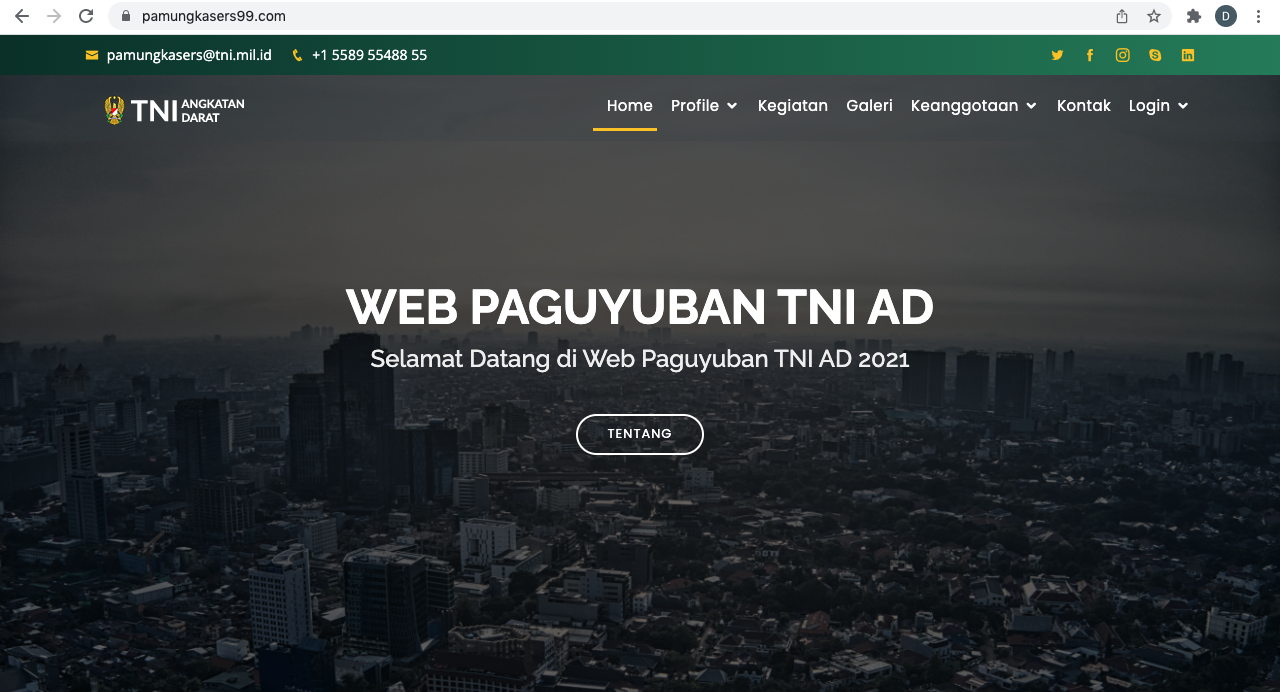 pamungkasers99.com
D
pamungkasers@tni.mil.id +1 5589 55488 55
TNI ANGKATAN DARAT
Home Profile Kegiatan Galeri Keanggotaan Kontak Login
WEB PAGUYUBAN TNI AD
Selamat Datang di Web Paguyuban TNI AD 2021
TENTANG